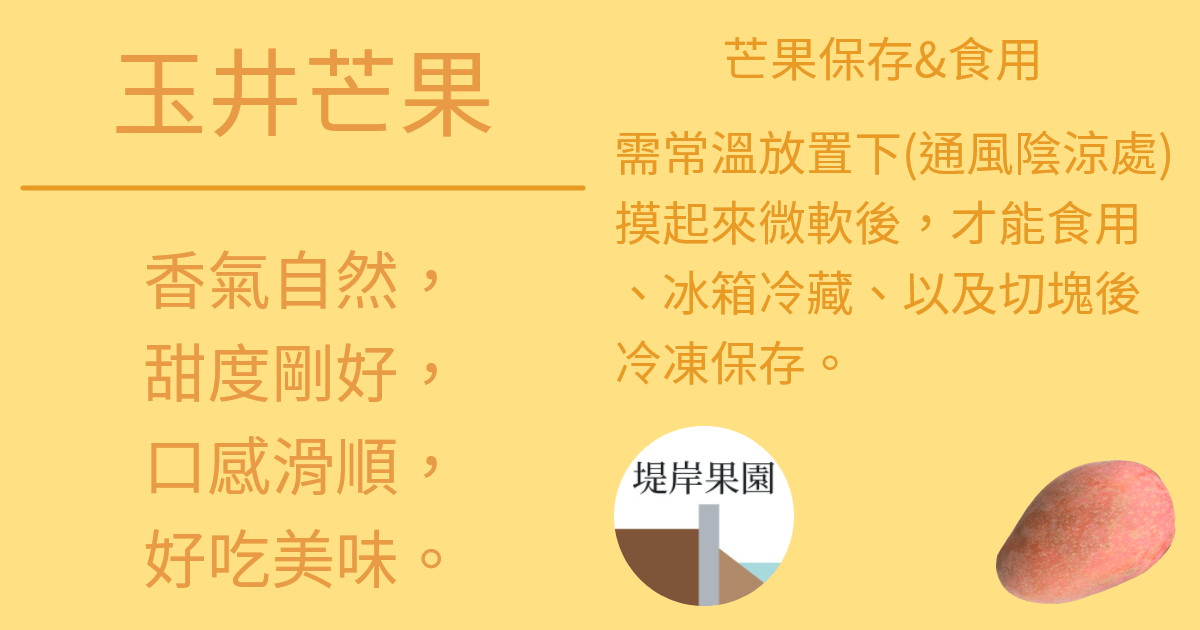 玉井芒果
香氣自然，
甜度剛好，
口感滑順，
好吃美味。
芒果保存&食用
需常溫放置下(通風陰涼處)
摸起來微軟後，才能食用
、冰箱冷藏、以及切塊後
冷凍保存。
堤岸果園